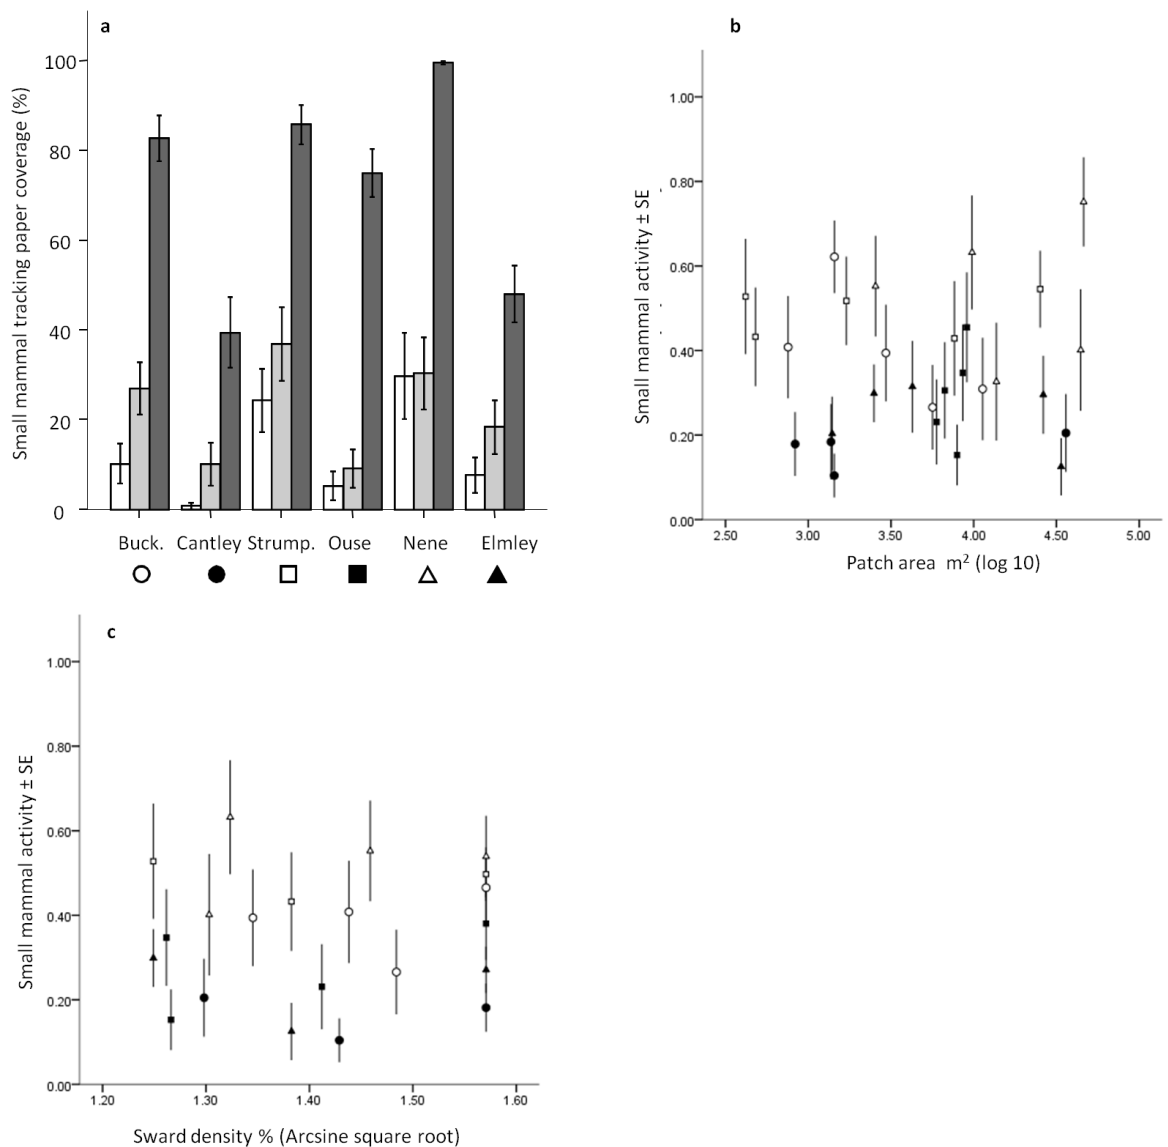 a
Small mammal tracking paper coverage (%)
100
80
60
40
20
0
Buck. Cantley Strump. Ouse Nene Elmley
b
Small mammal activity ± SE
1.00
0.80
0.60
0.40
0.20
0.00
2.50 3.00 3.50 4.00 4.50 5.00
Patch area m² (log 10)
c
Small mammal activity ± SE
1.00
0.80
0.60
0.40
0.20
0.00
1.20 1.30 1.40 1.50 1.60
Sward density % (Arcsine square root)